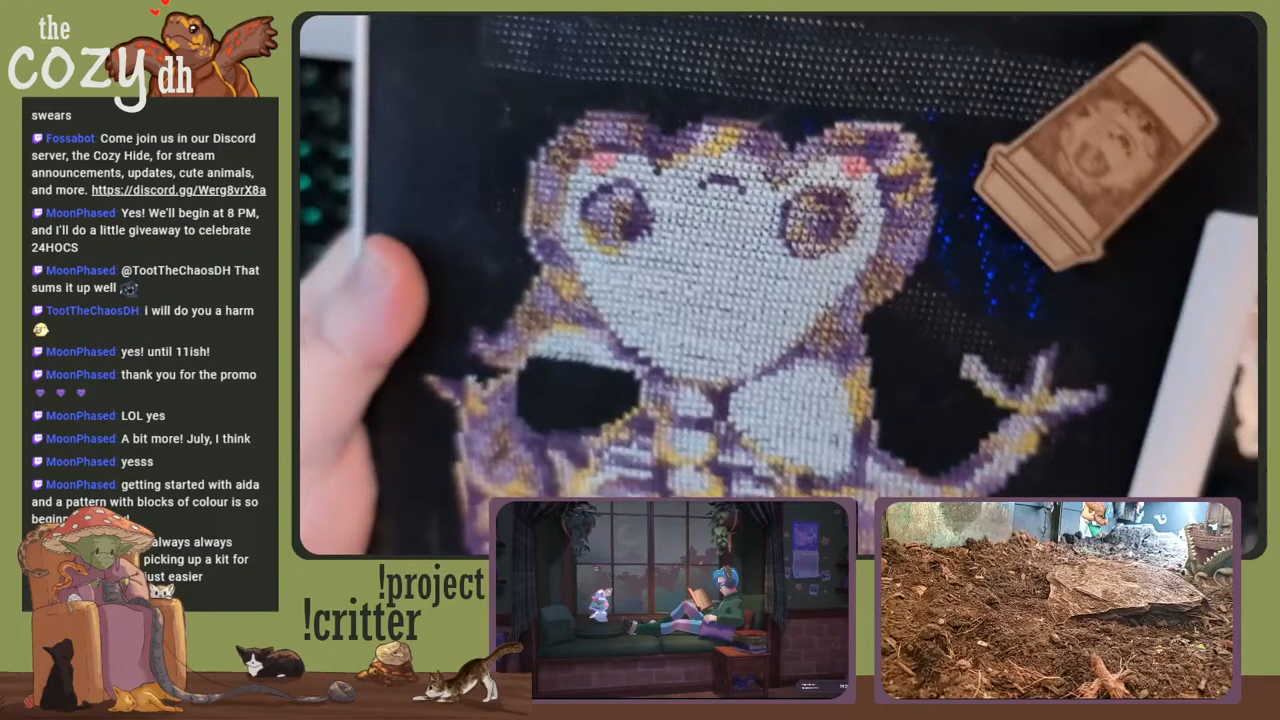 the
cozy dh
swears
Fossabot: Come join us in our Discord
server, the Cozy Hide, for stream
announcements, updates, cute animals,
and more. https://discord.gg/Werg8vrX8a
MoonPhased: Yes! We'll begin at 8 PM,
and I'll do a little giveaway to celebrate
24HOCS
MoonPhased: @TootTheChaosDH That
sums it up well
TootTheChaosDH: i will do you a harm
MoonPhased: yes! until 11ish!
MoonPhased: thank you for the promo
MoonPhased: LOL yes
MoonPhased: A bit more! July, I think
MoonPhased: yesss
MoonPhased: getting started with aida
and a pattern with blocks of colour is so
always always
picking up a kit for
just easier
!project
!critter